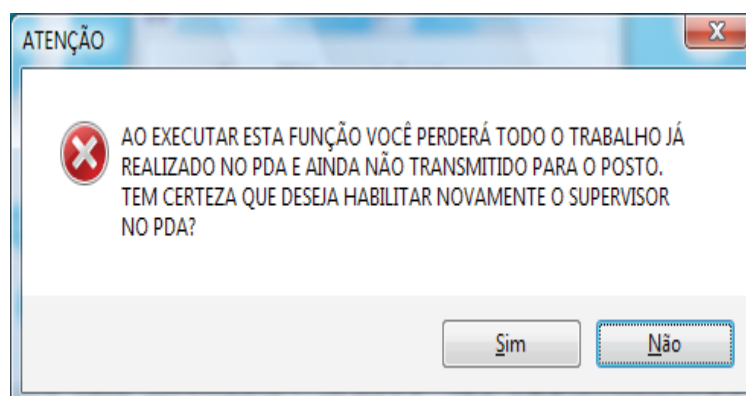 ATENÇÃO
AO EXECUTAR ESTA FUNÇÃO VOCÊ PERDERÁ TODO O TRABALHO JÁ
REALIZADO NO PDA E AINDA NÃO TRANSMITIDO PARA O POSTO.
TEM CERTEZA QUE DESEJA HABILITAR NOVAMENTE O SUPERVISOR
NO PDA?
Sim Não